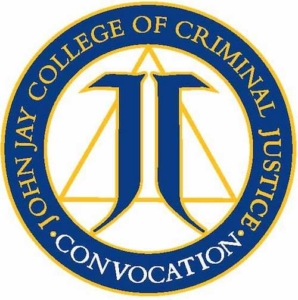 JOHN JAY COLLEGE OF CRIMINAL JUSTICE
JJ
CONVOCATION